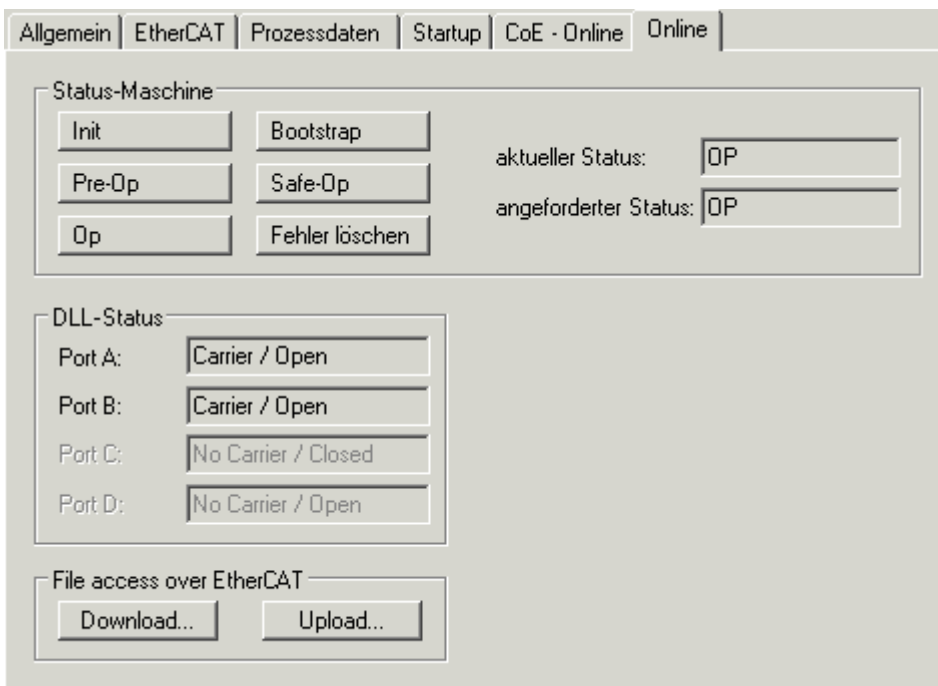 Allgemein EtherCAT Prozessdaten Startup CoE - Online Online
Status-Maschine
Init Bootstrap
aktueller Status: OP
Pre-Op Safe-Op
angeforderter Status: OP
Op Fehler löschen
DLL-Status
Port A: Carrier / Open
Port B: Carrier / Open
Port C: No Carrier / Closed
Port D: No Carrier / Open
File access over EtherCAT
Download... Upload...